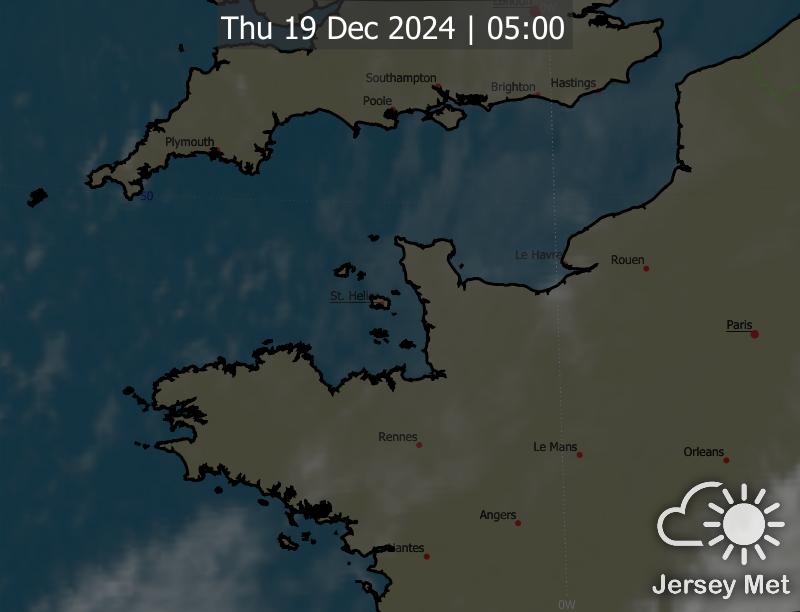 London
Thu 19 Dec 2024 | 05:00
Southampton
Brighton
Hastings
Poole
Plymouth
50
Le Havre
Rouen
St. Heli
Paris
Rennes
Le Mans
Orleans
Angers
Nantes
Jersey Met
0W